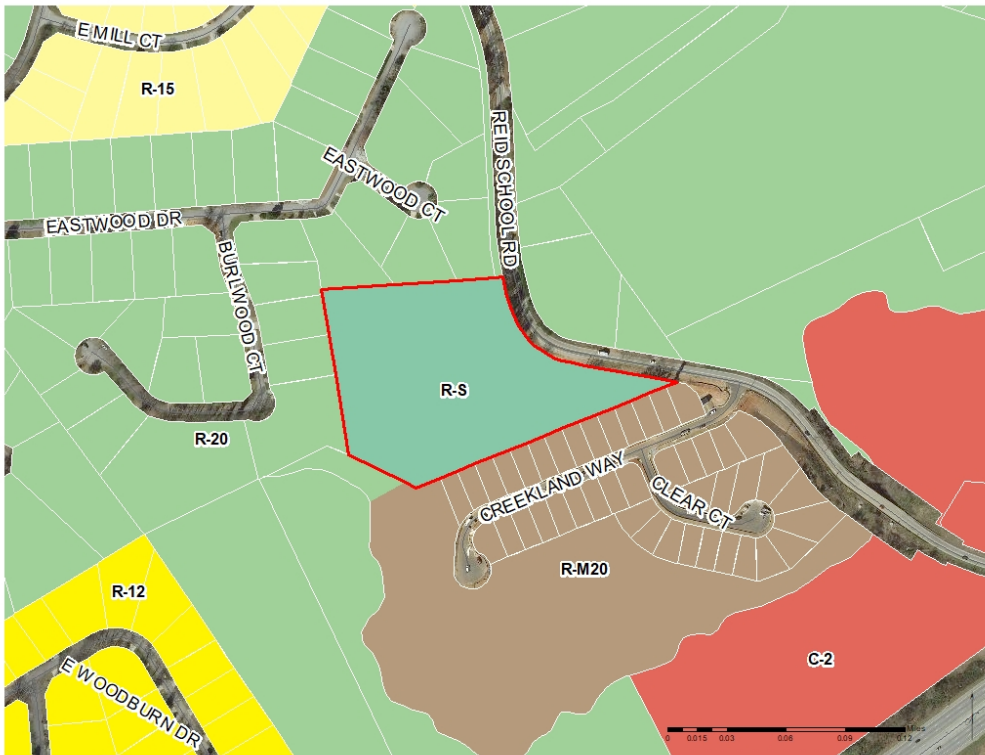 E MILL CT
R-15
EASTWOOD CT
REID SCHOOL RD
EASTWOOD DR
BURLWOOD CT
R-S
R-20
CREEKLAND WAY
CLEAR CT
R-M20
R-12
C-2
E WOODBURN DR
Miles
0 0.015 0.03 0.06 0.09 0.12